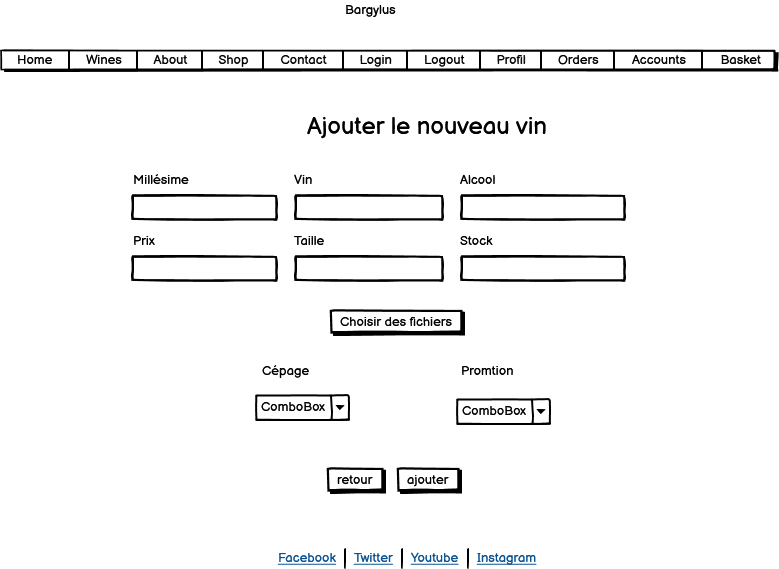 Bargylus
Home Wines About Shop Contact Login Logout Profil Orders Accounts Basket
Ajouter le nouveau vin
Millésime Vin Alcool
Prix Taille Stock
Choisir des fichiers
Cépage Promtion
ComboBox ComboBox
retour ajouter
Facebook Twitter Youtube Instagram